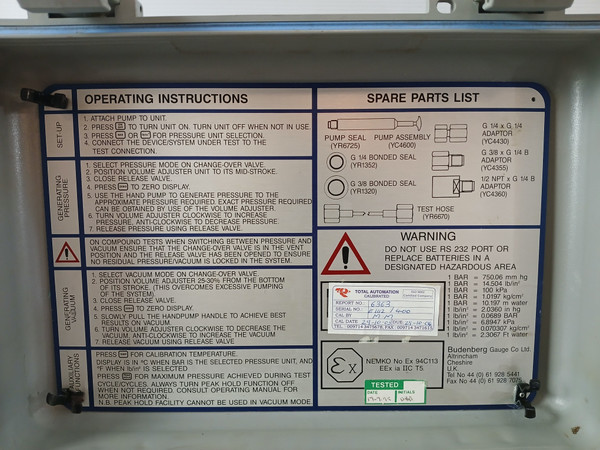 OPERATING INSTRUCTIONS
SET-UP
1. ATTACH PUMP TO UNIT.
2. PRESS TO TURN UNIT ON. TURN UNIT OFF WHEN NOT IN USE.
3. PRESS OR FOR PRESSURE UNIT SELECTION.
4. CONNECT THE DEVICE/SYSTEM UNDER TEST TO THE
TEST CONNECTION.
GENERATING
PRESSURE
1. SELECT PRESSURE MODE ON CHANGE-OVER VALVE
2. POSITION VOLUME ADJUSTER UNIT TO ITS MID-STROKE.
3. CLOSE RELEASE VALVE.
4. PRESS TO ZERO DISPLAY.
5. USE THE HAND PUMP TO GENERATE PRESSURE TO THE
APPROXIMATE PRESSURE REQUIRED. EXACT PRESSURE REQUIRED
CAN BE OBTAINED BY USE OF THE VOLUME ADJUSTER.
6. TURN VOLUME ADJUSTER CLOCKWISE TO INCREASE
PRESSURE, ANTI-CLOCKWISE TO DECREASE PRESSURE.
7. RELEASE PRESSURE USING RELEASE VALVE.
ON COMPOUND TESTS WHEN SWITCHING BETWEEN PRESSURE AND
VACUUM ENSURE THAT THE CHANGE-OVER VALVE IS IN THE VENT
POSITION AND THE RELEASE VALVE HAS BEEN OPENED TO ENSURE
NO RESIDUAL PRESSURE/VACUUM IS LOCKED IN THE SYSTEM.
GENERATING
VACUUM
1. SELECT VACUUM MODE ON CHANGE-OVER VALVE.
2. POSITION VOLUME ADJUSTER 25-30% FROM THE BOTTOM
OF ITS STROKE. (THIS OVERCOMES EXCESSIVE PUMPING
OF THE SYSTEM)
3. CLOSE RELEASE VALVE.
4. PRESS TO ZERO DISPLAY.
5. SLOWLY PULL THE HANDPUMP HANDLE TO ACHIEVE BEST
RESULTS ON VACUUM
6. TURN VOLUME ADJUSTER CLOCKWISE TO DECREASE THE
VACUUM ANTI-CLOCKWISE TO INCREASE THE VACUUM
7. RELEASE VACUUM USING RELEASE VALVE.
FUNCTIONS
PRESS FOR CALIBRATION TEMPERATURE.
DISPLAY IS IN °C WHEN BAR IS THE SELECTED PRESSURE UNIT, AND
°F WHEN lb/in² IS SELECTED
PRESS FOR MAXIMUM PRESSURE ACHIEVED DURING TEST
CYCLE/CYCLES. ALWAYS TURN PEAK HOLD FUNCTION OFF
WHEN NOT REQUIRED. CONSULT OPERATING MANUAL FOR
MORE INFORMATION.
N.B. PEAK HOLD FACILITY CANNOT BE USED IN VACUUM MODE.
SPARE PARTS LIST
PUMP SEAL
(YR6725)
PUMP ASSEMBLY
(YC4600)
G 1/4 x G 1/4
ADAPTOR
(YC4430)
G 1/4 BONDED SEAL
(YR1352)
G 3/8 x G 1/4 B
ADAPTOR
(YC4355)
G 3/8 BONDED SEAL
(YR1320)
1/2 NPT x G 1/4 B
ADAPTOR
(YC4360)
TEST HOSE
(YR6670)
WARNING
DO NOT USE RS 232 PORT OR
REPLACE BATTERIES IN A
DESIGNATED HAZARDOUS AREA
TOTAL AUTOMATION
CALIBRATED
REPORT NO: 6363
SERIAL NO
CAL BY
CAL DATE
1 BAR = 750.06 mm hg
1 BAR = 14.504 lb/in²
1 BAR = 100 kPa
1 BAR = 1.0197 kg/cm²
1 BAR = 10.197 m water
1 lb/in² = 2.0360 in hg
1 lb/in² = 0.0689 BAR
1 lb/in² = 6.8947 kPa
1 lb/in² = 0.070307 kg/cm²
1 lb/in² = 2.3067 ft water
Ex
NEMKO No Ex 94C113
EEx ia IIC T5
Budenberg Gauge Co Ltd.
Altrincham
Cheshire
U.K.
Tel No 44 (0) 61 928 5441
Fax No 44 (0) 61 928
TESTED
DATE
INITIALS